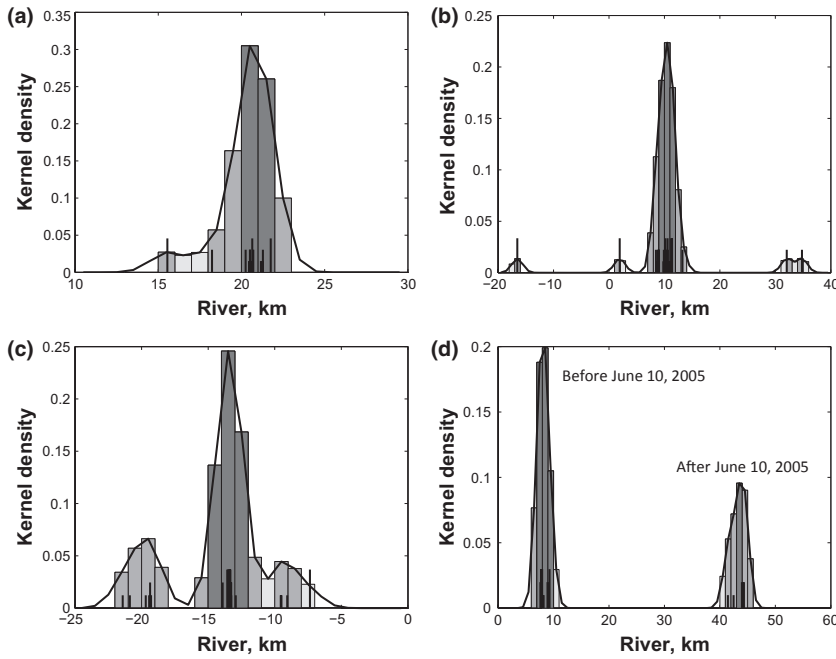 (a)
0.35
0.3
0.25
0.2
0.15
0.1
0.05
0
Kernel density
10 15 20 25 30
River, km
(b)
0.25
0.2
0.15
0.1
0.05
0
Kernel density
−20 −10 0 10 20 30 40
River, km
(c)
0.25
0.2
0.15
0.1
0.05
0
Kernel density
−25 −20 −15 −10 −5 0
River, km
(d)
0.2
0.15
0.1
0.05
0
Kernel density
Before June 10, 2005
After June 10, 2005
0 10 20 30 40 50 60
River, km